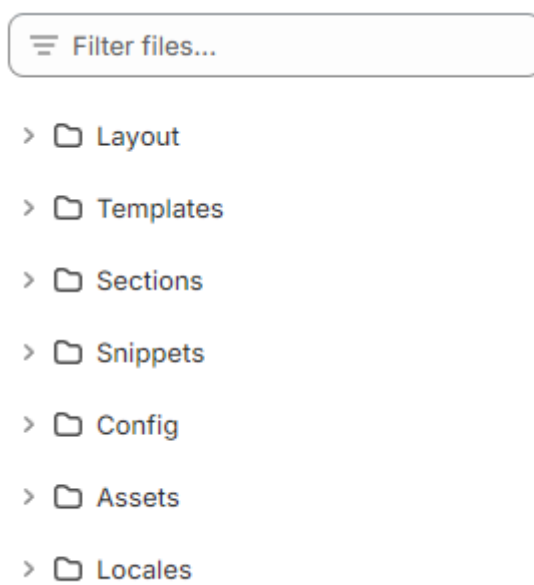 Filter files...
Layout
Templates
Sections
Snippets
Config
Assets
Locales